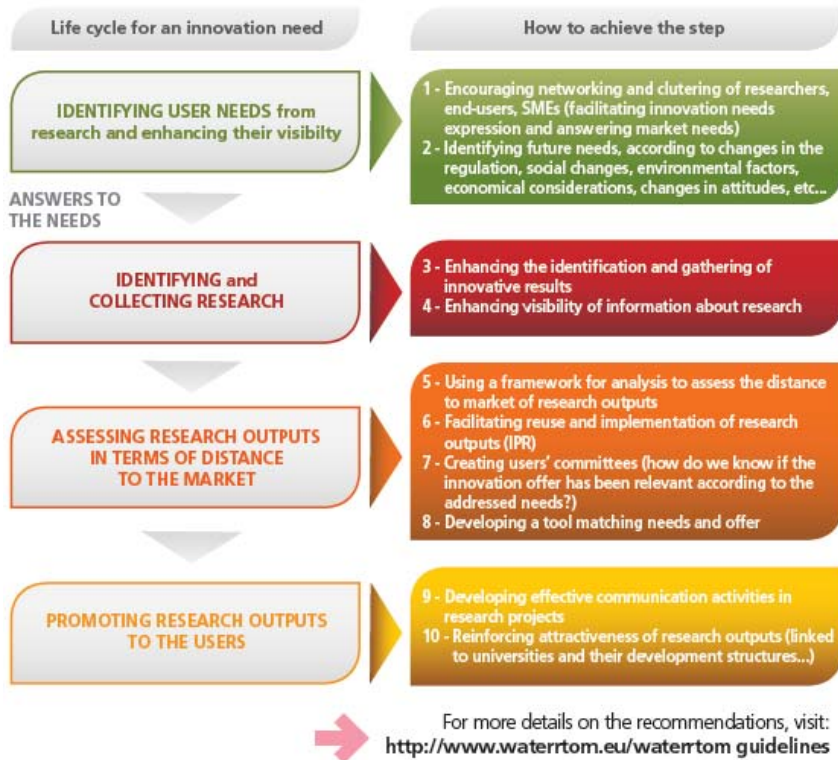 Life cycle for an innovation need
How to achieve the step
IDENTIFYING USER NEEDS from
research and enhancing their visibilty
1 - Encouraging networking and clutering of researchers,
end-users, SMEs (facilitating innovation needs
expression and answering market needs)
2 - Identifying future needs, according to changes in the
regulation, social changes, environmental factors,
economical considerations, changes in attitudes, etc...
ANSWERS TO
THE NEEDS
IDENTIFYING and
COLLECTING RESEARCH
3 - Enhancing the identification and gathering of
innovative results
4 - Enhancing visibility of information about research
ASSESSING RESEARCH OUTPUTS
IN TERMS OF DISTANCE
TO THE MARKET
5 - Using a framework for analysis to assess the distance
to market of research outputs
6 - Facilitating reuse and implementation of research
outputs (IPR)
7 - Creating users' committees (how do we know if the
innovation offer has been relevant according to the
addressed needs?)
8 - Developing a tool matching needs and offer
PROMOTING RESEARCH OUTPUTS
TO THE USERS
9 - Developing effective communication activities in
research projects
10 - Reinforcing attractiveness of research outputs (linked
to universities and their development structures...)
For more details on the recommendations, visit:
http://www.waterrtom.eu/waterrtom guidelines